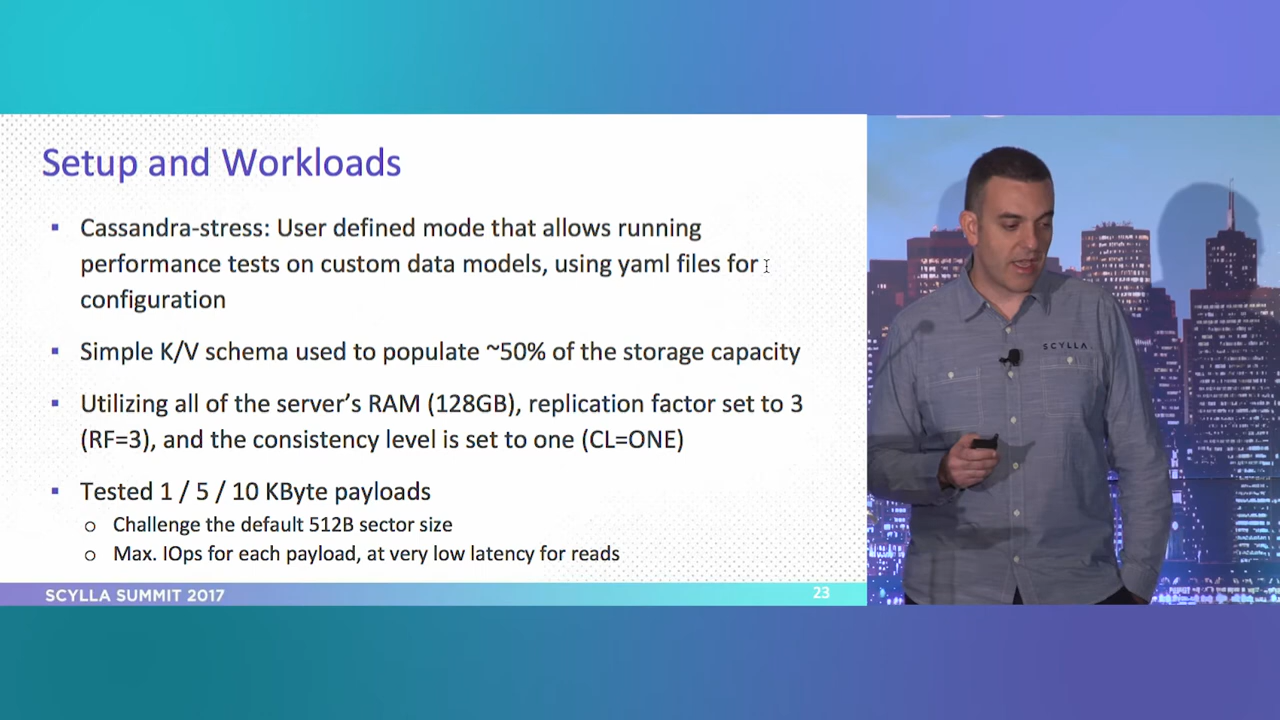 Setup and Workloads
▪ Cassandra-stress: User defined mode that allows running
performance tests on custom data models, using yaml files for
configuration
▪ Simple K/V schema used to populate ~50% of the storage capacity
▪ Utilizing all of the server's RAM (128GB), replication factor set to 3
(RF=3), and the consistency level is set to one (CL=ONE)
▪ Tested 1 / 5 / 10 KByte payloads
o Challenge the default 512B sector size
o Max. IOps for each payload, at very low latency for reads
SCYLLA SUMMIT 2017
23
SCYLLA.